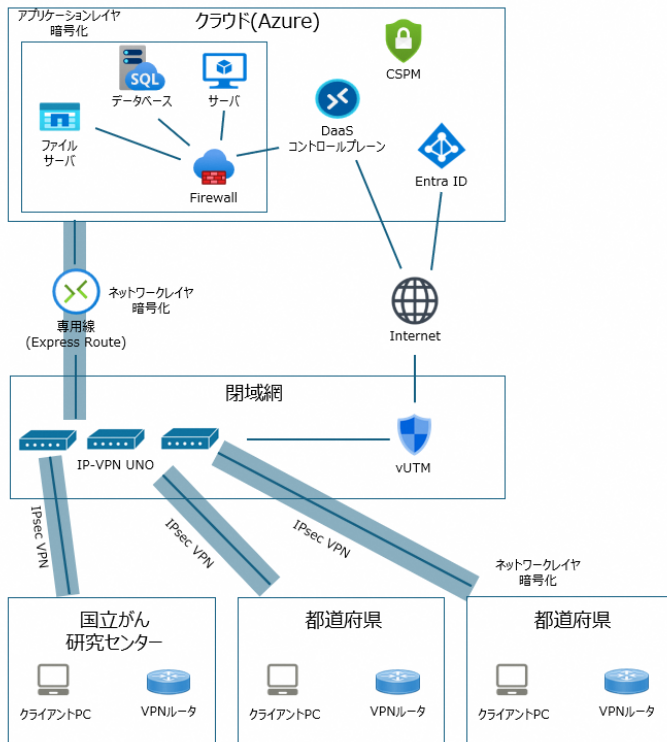 アプリケーションレイヤ
暗号化
クラウド(Azure)
CSPM
SQL
データベース
サーバ
DaaS
コントロールプレーン
ファイル
サーバ
Firewall
Entra ID
ネットワークレイヤ
暗号化
専用線
(Express Route)
Internet
閉域網
IP-VPN UNO
vUTM
IPsec VPN
IPsec VPN
IPsec VPN
ネットワークレイヤ
暗号化
国立がん
研究センター
クライアントPC
VPNルータ
都道府県
クライアントPC
VPNルータ
都道府県
クライアントPC
VPNルータ